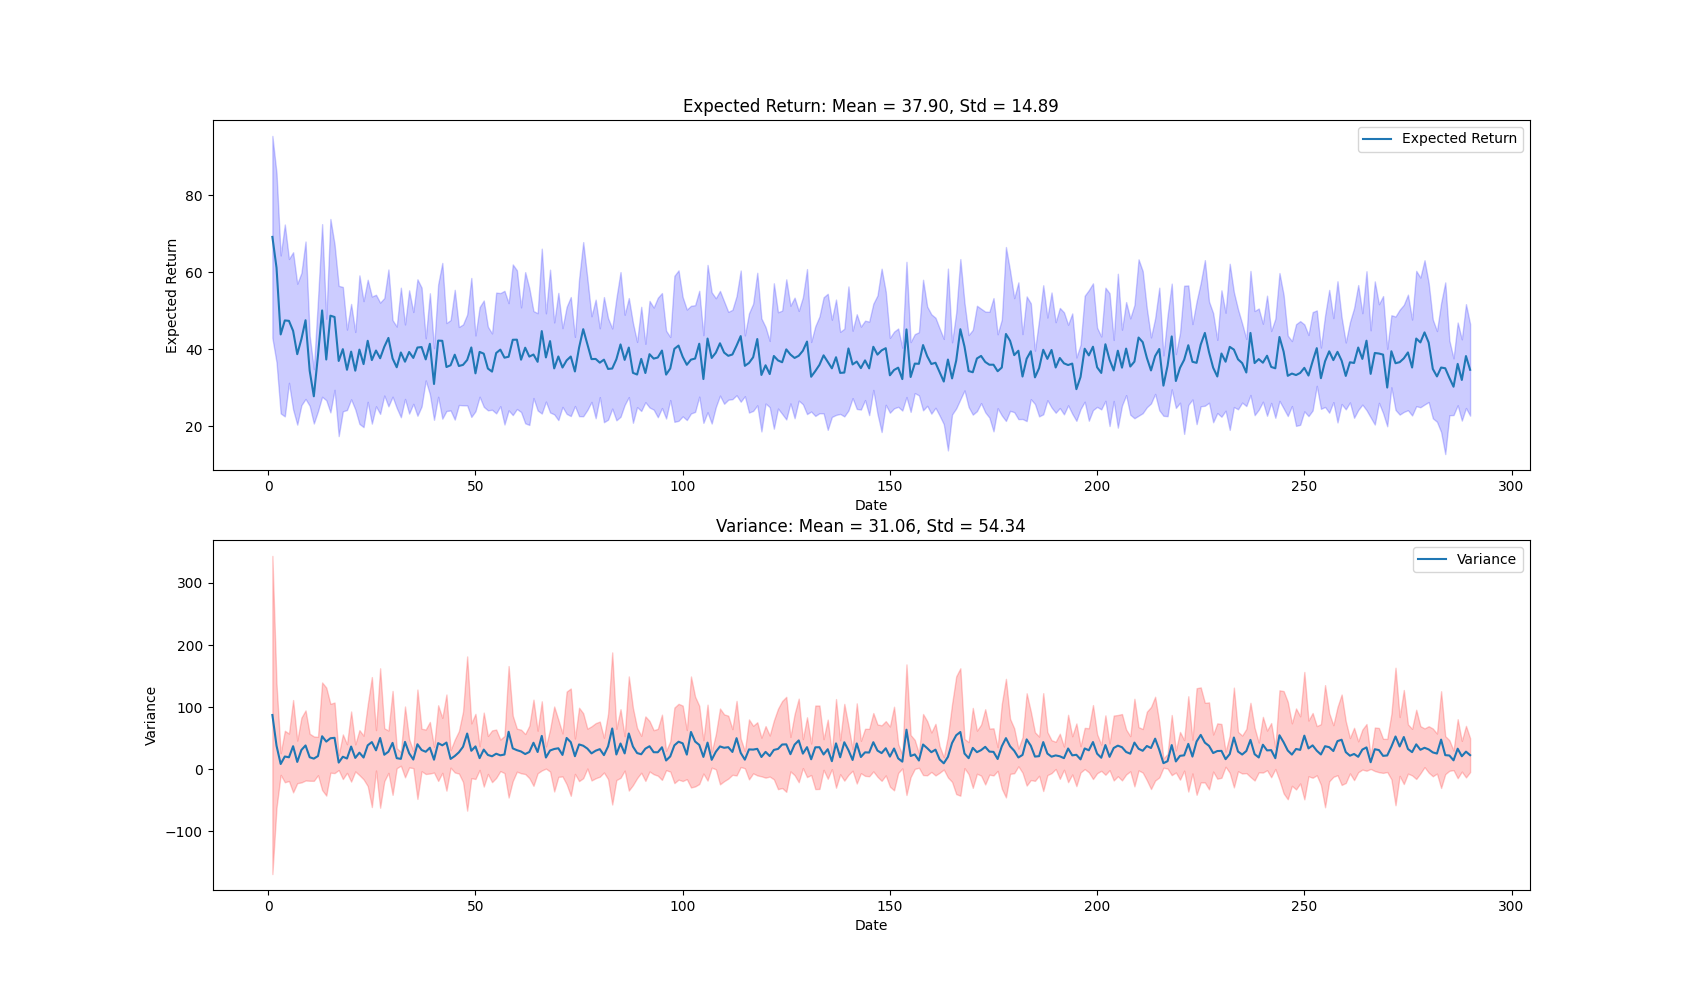 Expected Return: Mean = 37.90, Std = 14.89
Expected Return
80
60
40
20
Expected Return
0 50 100 150 200 250 300
Date
Variance: Mean = 31.06, Std = 54.34
Variance
300
200
100
0
−100
Variance
0 50 100 150 200 250 300
Date